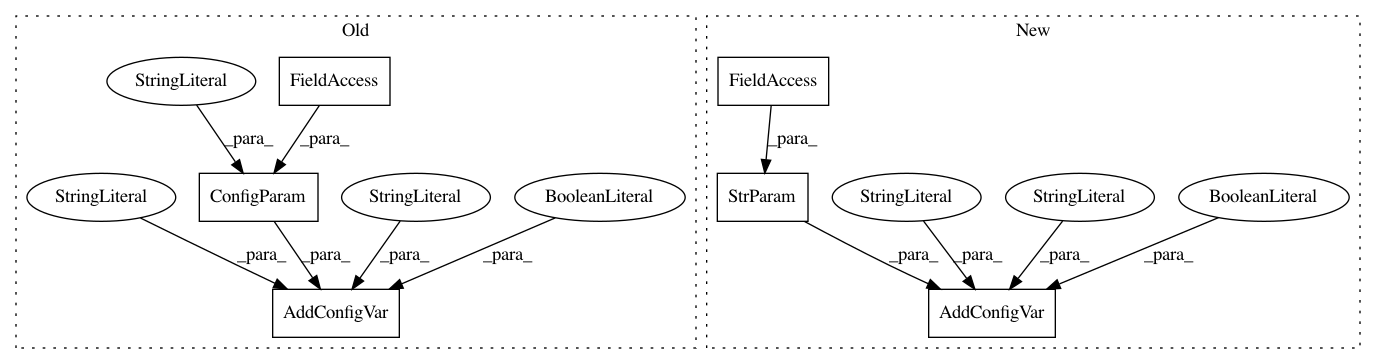 Old
New
StringLiteral
FieldAccess
FieldAccess
_para_
_para_
_para_
StringLiteral
ConfigParam
StringLiteral
BooleanLiteral
StrParam
StringLiteral
StringLiteral
BooleanLiteral
_para_
_para_
_para_
_para_
_para_
_para_
_para_
_para_
AddConfigVar
AddConfigVar